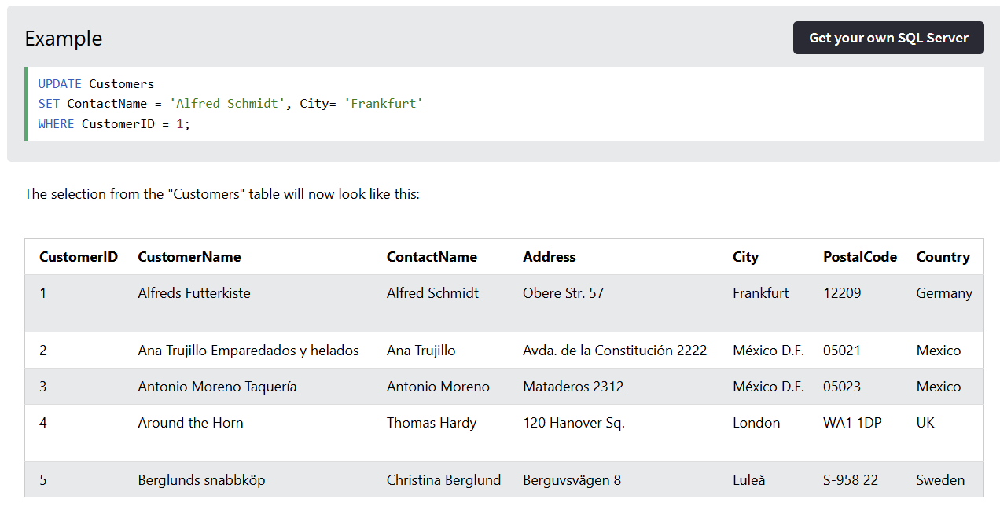 Example
Get your own SQL Server
UPDATE Customers
SET ContactName = 'Alfred Schmidt', City= 'Frankfurt'
WHERE CustomerID = 1;
The selection from the "Customers" table will now look like this:
CustomerID CustomerName ContactName Address City PostalCode Country
1 Alfreds Futterkiste Alfred Schmidt Obere Str. 57 Frankfurt 12209 Germany
2 Ana Trujillo Emparedados y helados Ana Trujillo Avda. de la Constitución 2222 México D.F. 05021 Mexico
3 Antonio Moreno Taquería Antonio Moreno Mataderos 2312 México D.F. 05023 Mexico
4 Around the Horn Thomas Hardy 120 Hanover Sq. London WA1 1DP UK
5 Berglunds snabbköp Christina Berglund Berguvsvägen 8 Luleå S-958 22 Sweden